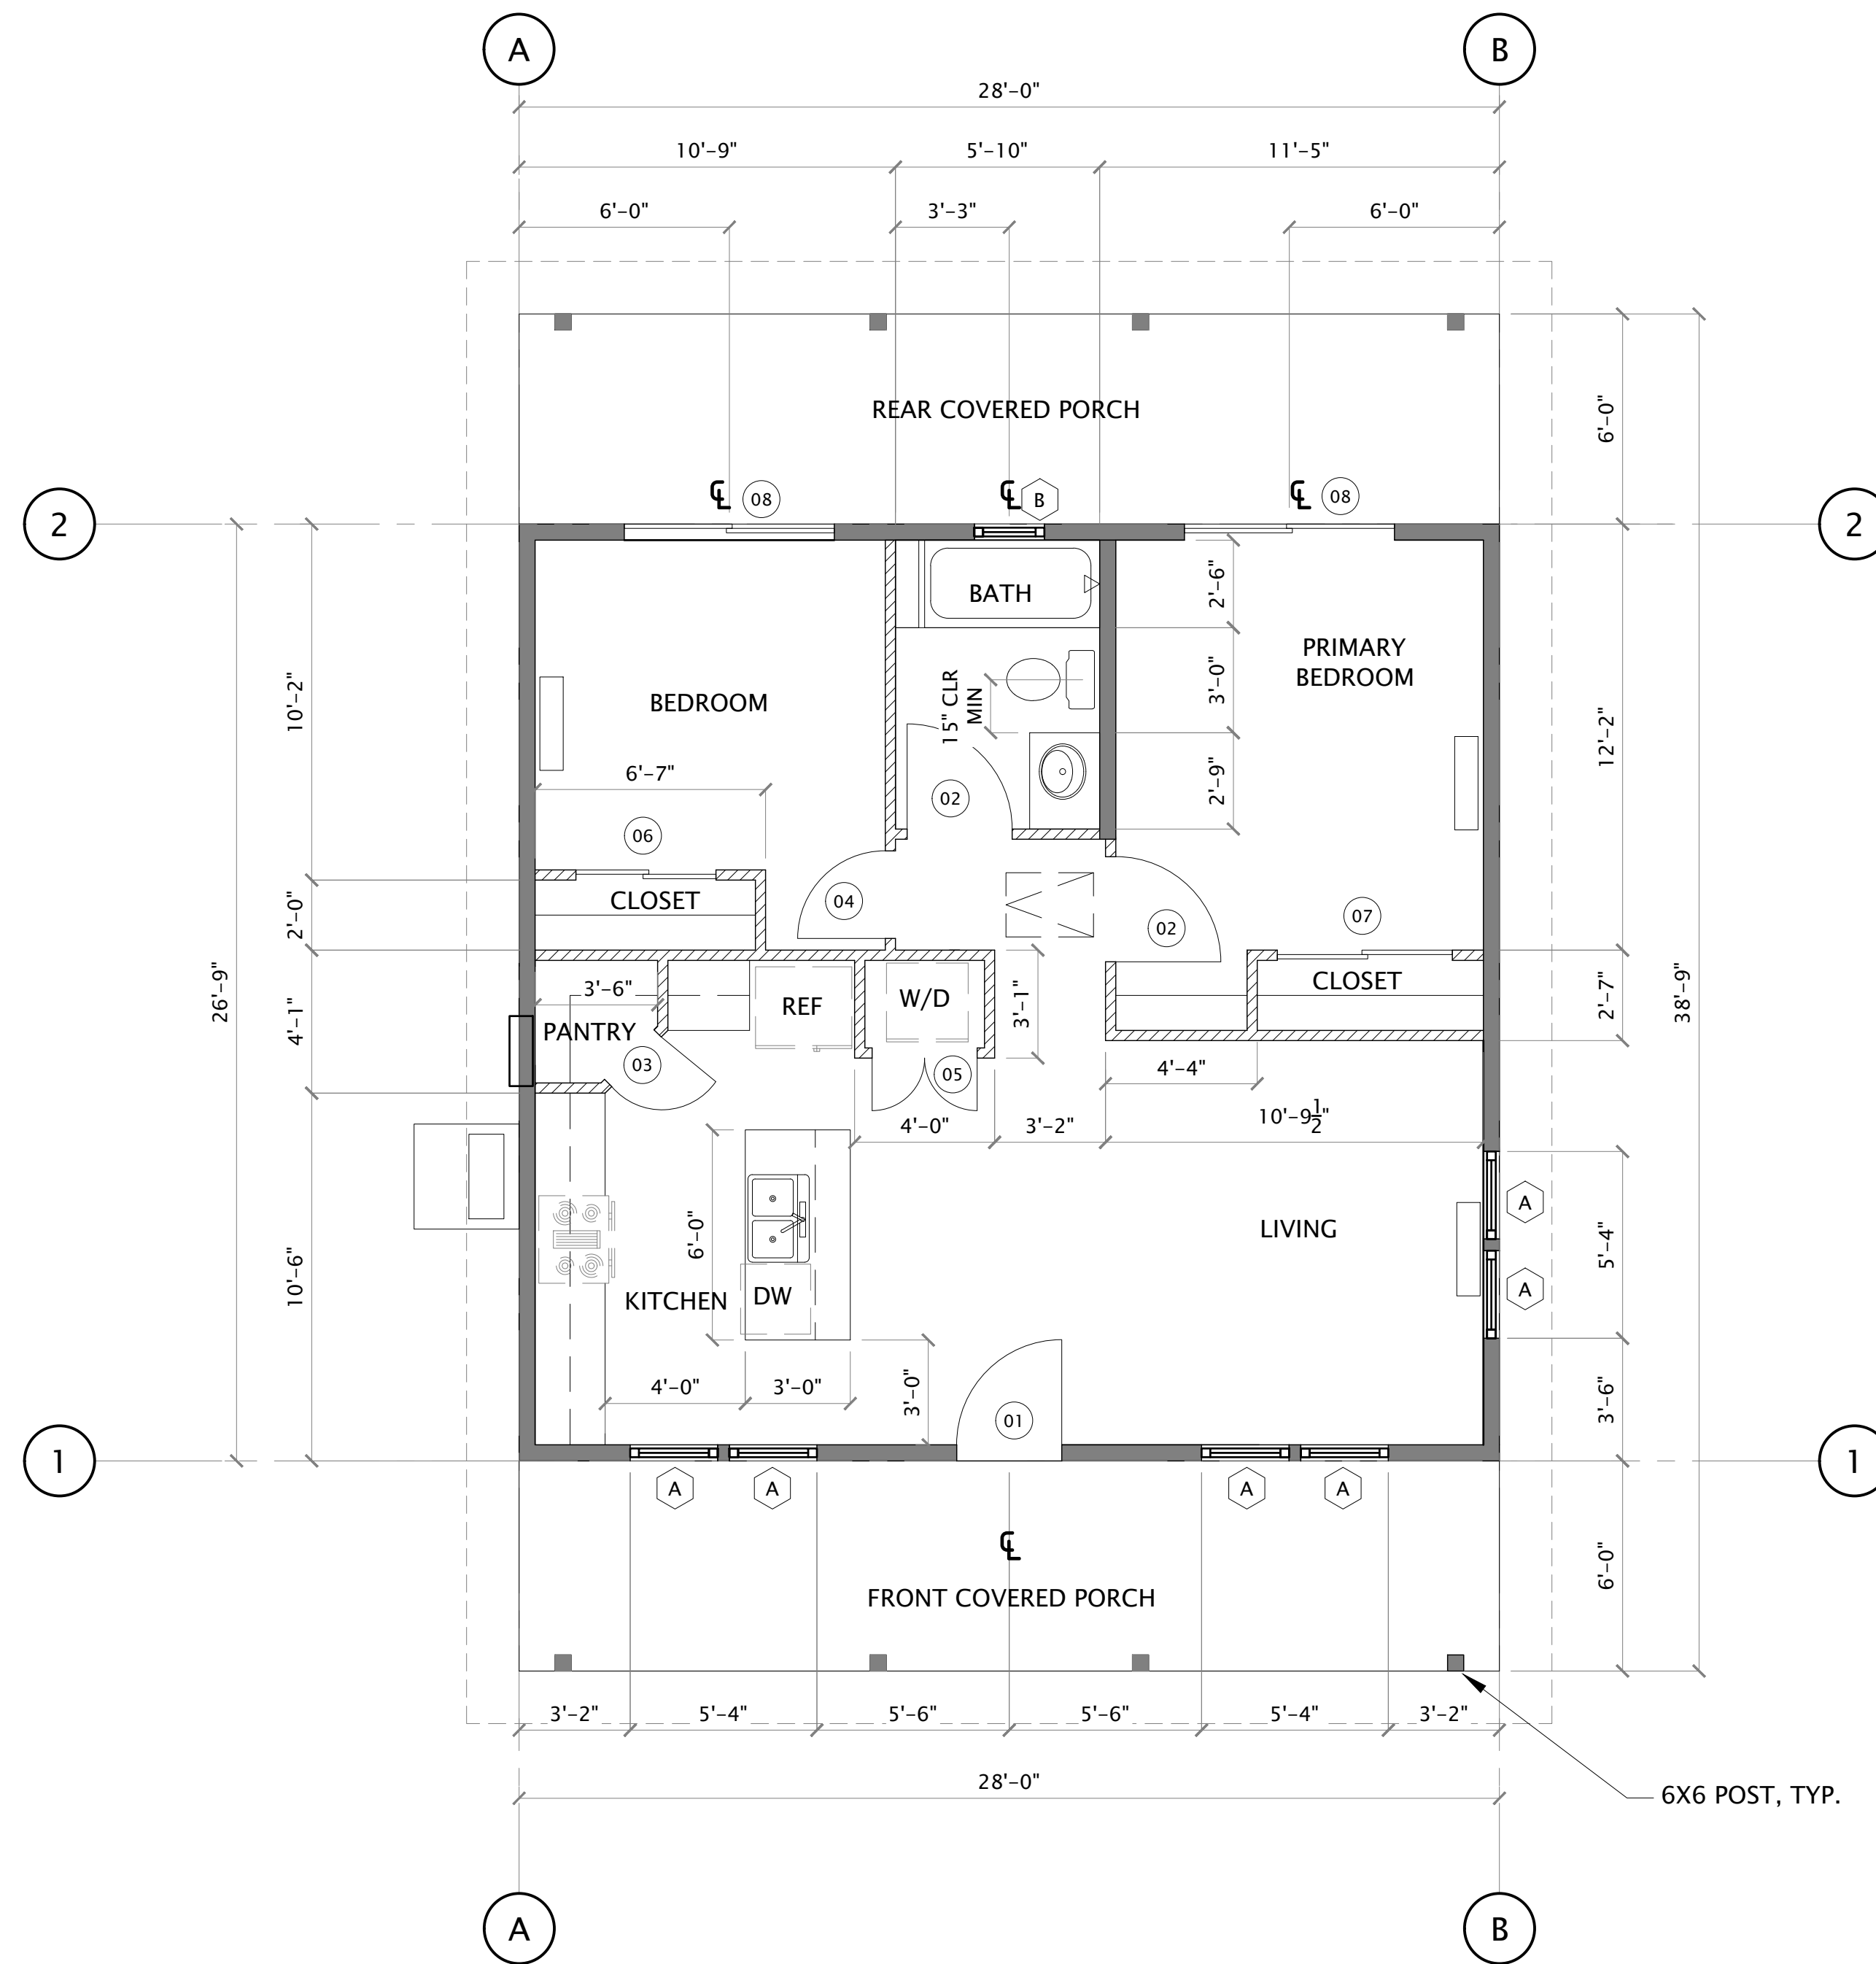 A
B
28'-0"
10'-9"
5'-10"
11'-5"
6'-0"
3'-3"
6'-0"
REAR COVERED PORCH
6'-0"
CL
08
CL
B
CL
08
2
2
BATH
2'-6"
PRIMARY
BEDROOM
BEDROOM
15" CLR
MIN
3'-0"
10'-2"
12'-2"
6'-7"
2'-9"
02
06
CLOSET
04
07
02
2'-0"
26'-9"
38'-9"
3'-6"
REF
W/D
3'-1"
CLOSET
2'-7"
PANTRY
4'-1"
03
05
4'-4"
4'-0"
3'-2"
10'-9 1/2"
A
LIVING
6'-0"
5'-4"
10'-6"
KITCHEN
DW
A
4'-0"
3'-0"
3'-0"
01
3'-6"
1
1
A
A
A
A
CL
6'-0"
FRONT COVERED PORCH
3'-2"
5'-4"
5'-6"
5'-6"
5'-4"
3'-2"
28'-0"
6X6 POST, TYP.
A
B